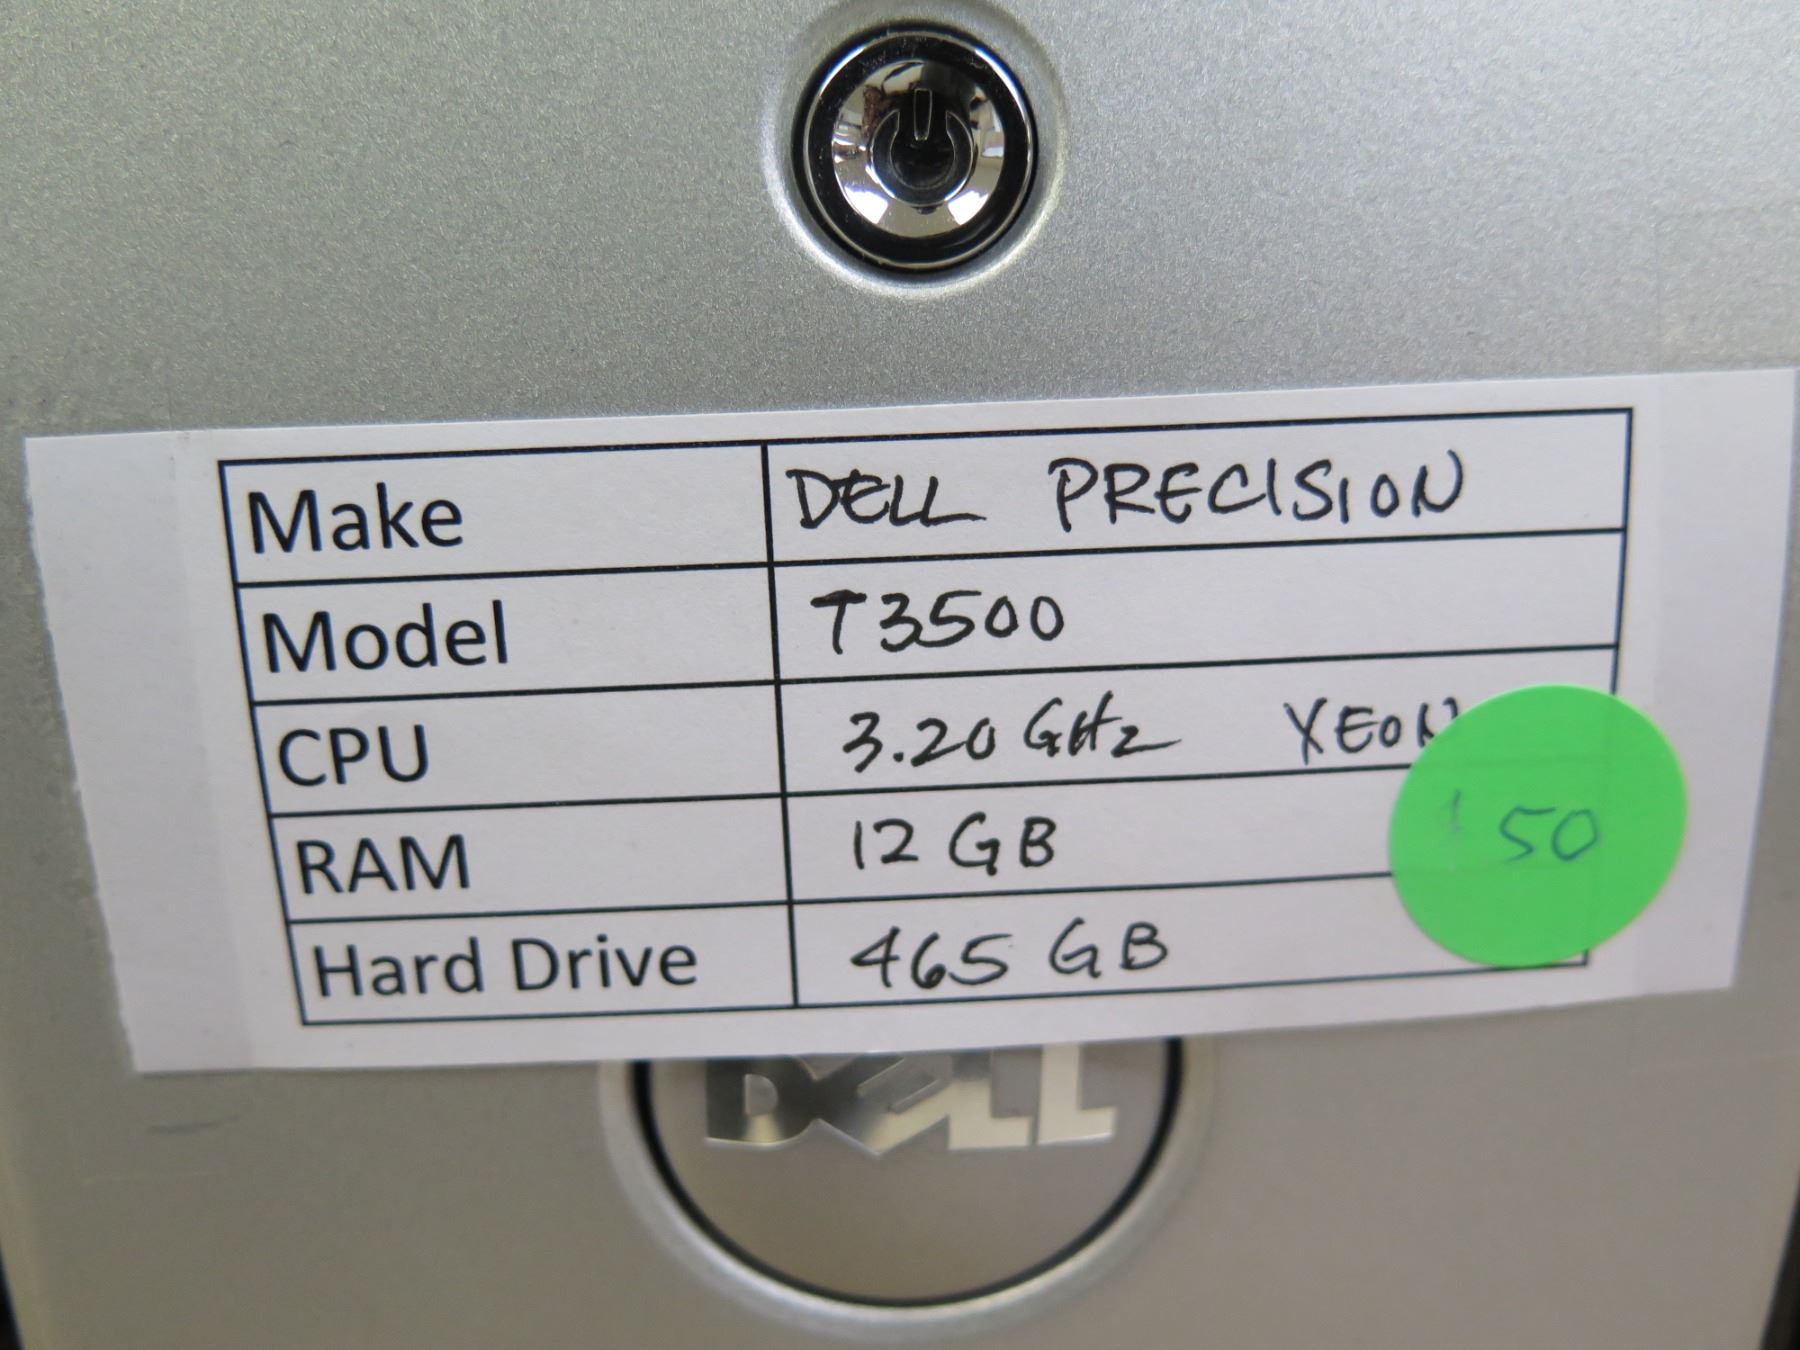 Make DELL PRECISION
Model T3500
CPU 3.20 GHz XEON
RAM 12 GB
Hard Drive 465 GB
$50
DELL